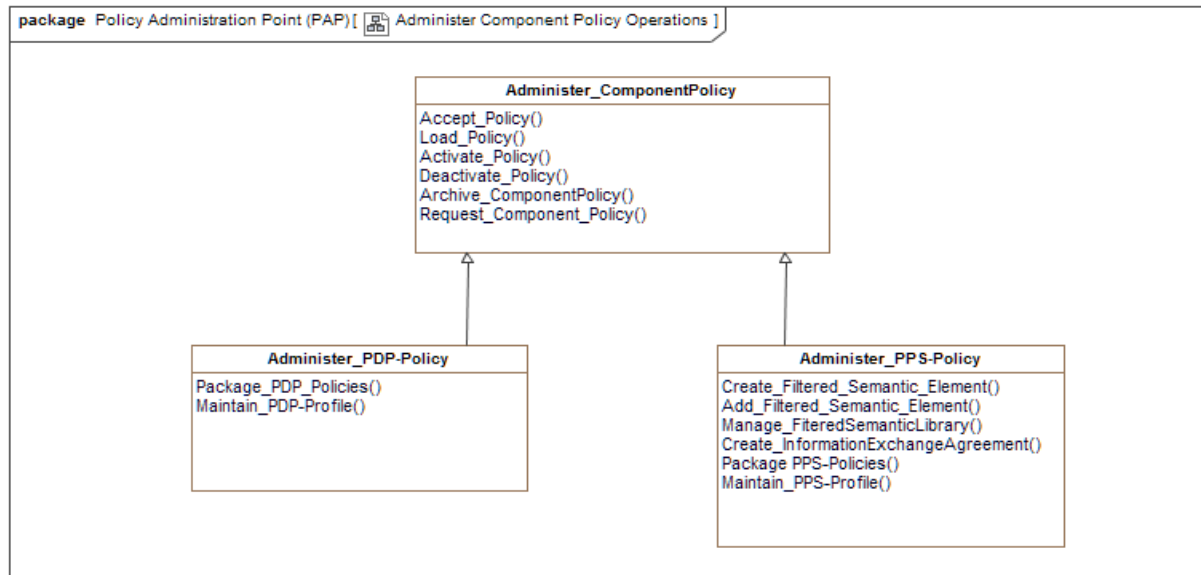 package Policy Administration Point (PAP)[ Administer Component Policy Operations ]
Administer_ComponentPolicy
Accept_Policy()
Load_Policy()
Activate_Policy()
Deactivate_Policy()
Archive_ComponentPolicy()
Request_Component_Policy()
Administer_PDP-Policy
Package_PDP_Policies()
Maintain_PDP-Profile()
Administer_PPS-Policy
Create_Filtered_Semantic_Element()
Add_Filtered_Semantic_Element()
Manage_FiteredSemanticLibrary()
Create_InformationExchangeAgreement()
Package PPS-Policies()
Maintain_PPS-Profile()